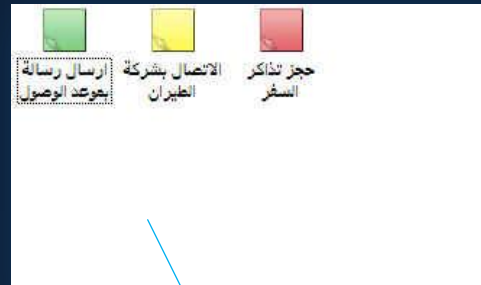 حجز تذاكر
السفر
الاتصال بشركة
الطيران
ارسال رسالة
بموعد الوصول